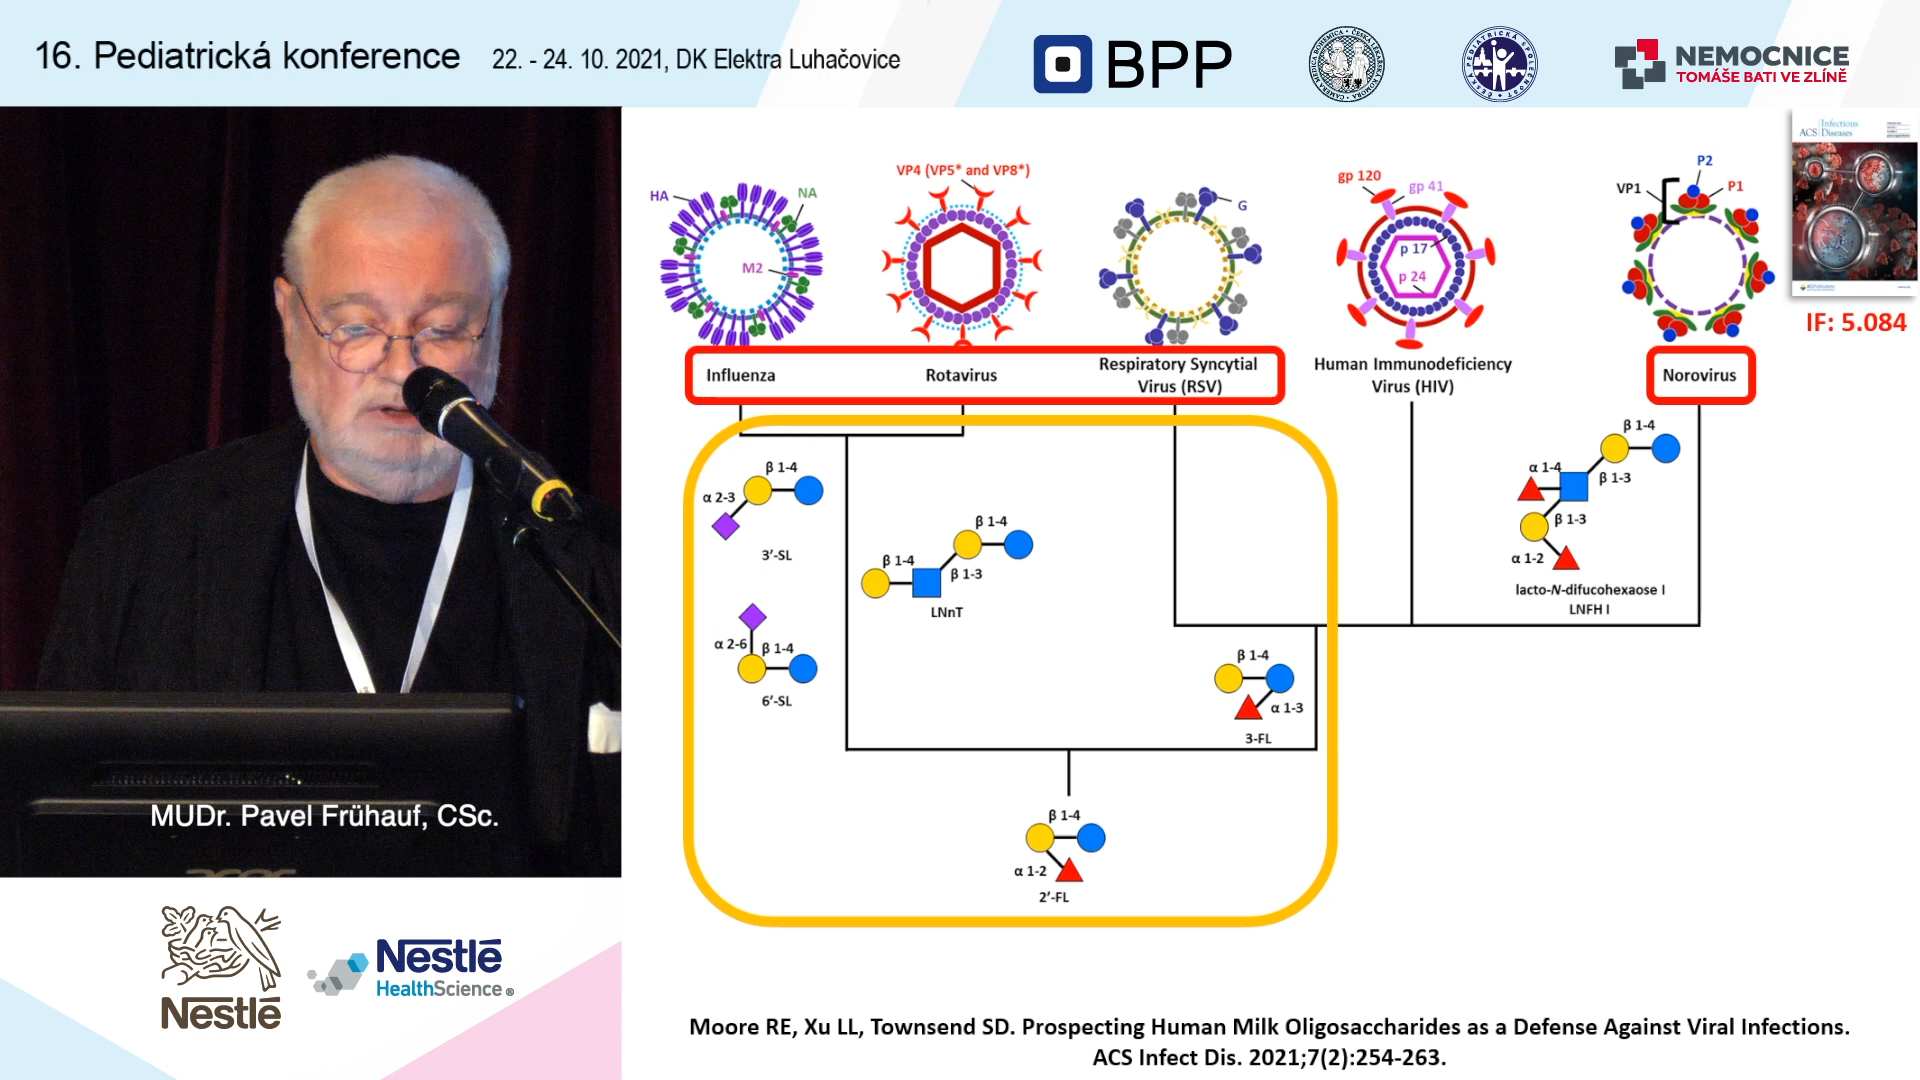 16. Pediatrická konference 22. - 24. 10. 2021, DK Elektra Luhačovice
BPP
NEMOCNICE
TOMÁŠE BATI VE ZLÍNĚ
ACS Infectious Diseases
IF: 5.084
HA
NA
M2
VP4 (VP5* and VP8*)
G
gp 120
gp 41
p 17
p 24
VP1
P2
P1
Influenza
Rotavirus
Respiratory Syncytial
Virus (RSV)
Human Immunodeficiency
Virus (HIV)
Norovirus
β 1-4
α 2-3
3’-SL
α 2-6
β 1-4
6’-SL
β 1-4
β 1-4
β 1-3
LNnT
β 1-4
α 1-3
3-FL
β 1-4
α 1-4
β 1-3
β 1-3
α 1-2
lacto-N-difucohexaose I
LNFH I
β 1-4
α 1-2
2’-FL
MUDr. Pavel Frühauf, CSc.
Nestlé
Nestlé
HealthScience®
Moore RE, Xu LL, Townsend SD. Prospecting Human Milk Oligosaccharides as a Defense Against Viral Infections.
ACS Infect Dis. 2021;7(2):254-263.